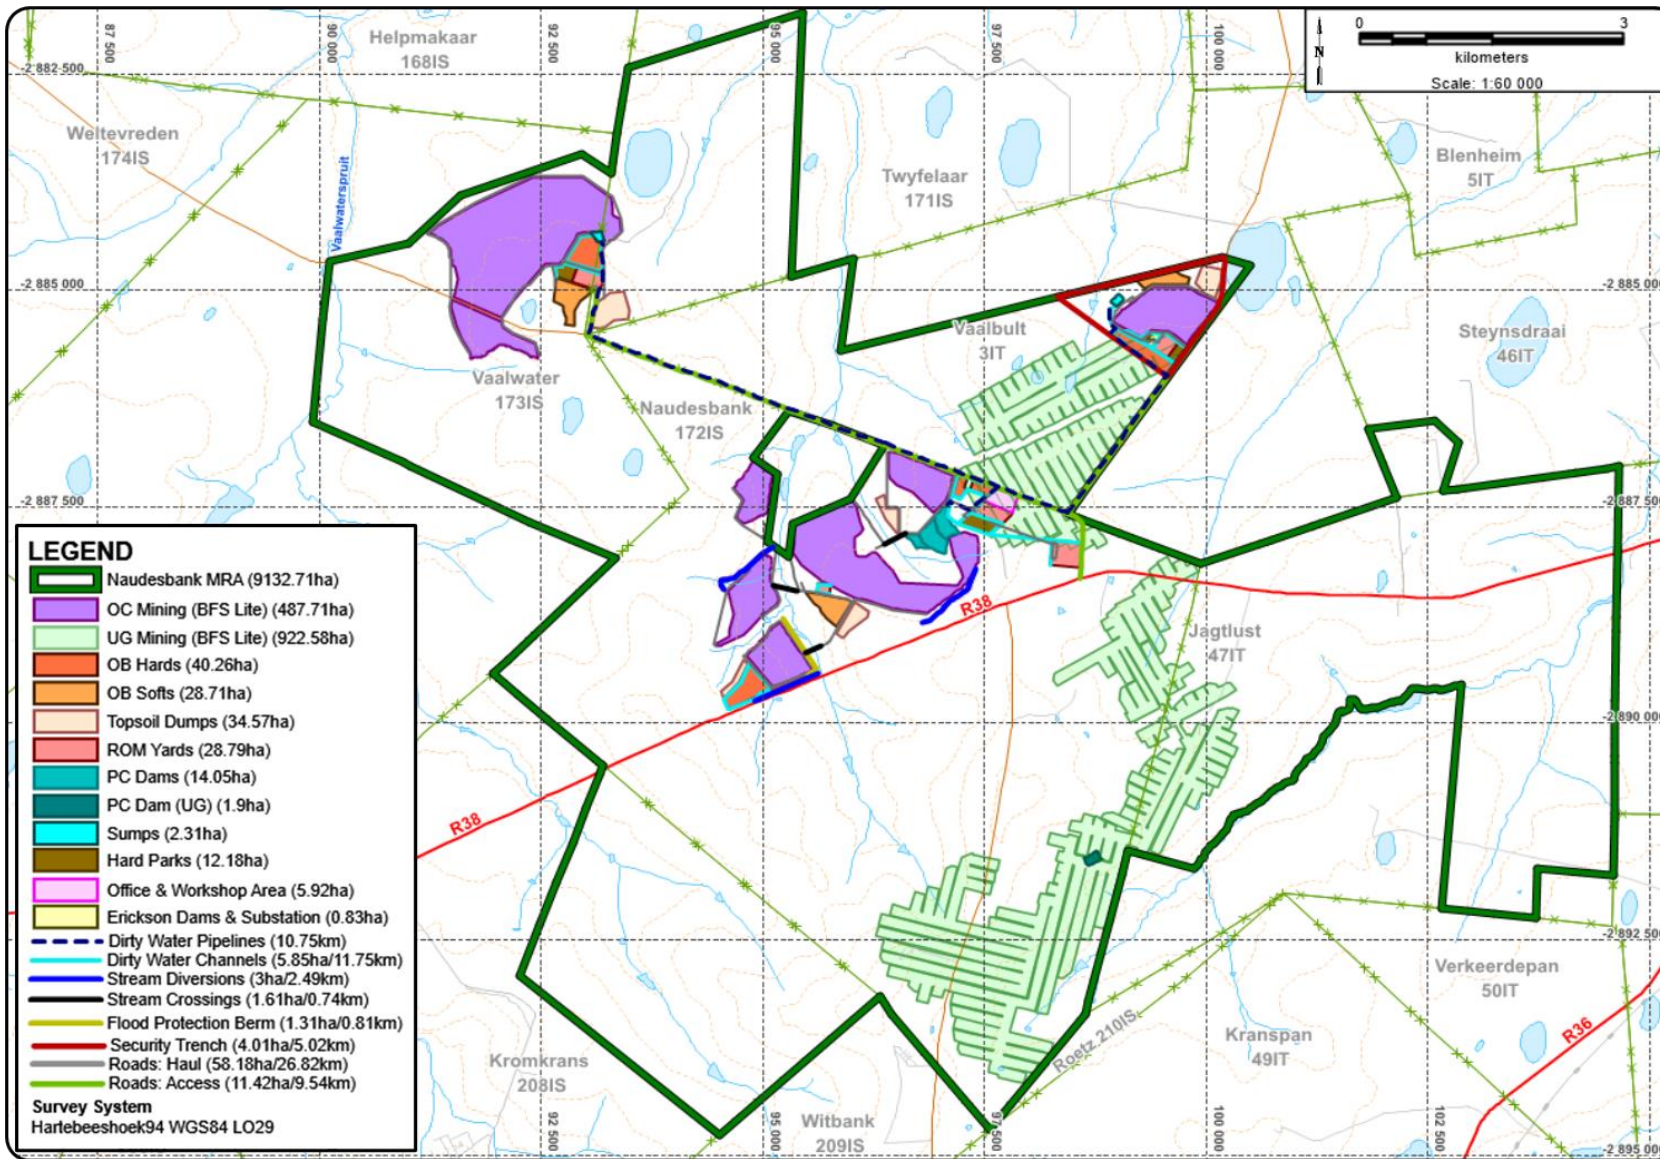 87 500
90 000
92 500
95 000
97 500
100 000
0 3
kilometers
Scale: 1:60 000
N
-2 882 500
Helpmakaar
168IS
Weltevreden
174IS
Vaalwaterspruit
Twyfelaar
171IS
Blenheim
5IT
-2 885 000
-2 885 000
Vaalbult
3IT
Steynsdraai
46IT
Vaalwater
173IS
Naudesbank
172IS
-2 887 500
-2 887 500
R38
Jagtlust
47IT
-2 890 000
R38
-2 892 500
Verkeerdepan
50IT
Roetz 210IS
Kranspan
49IT
R36
Kromkrans
208IS
Witbank
209IS
92 500
95 000
97 500
100 000
102 500
-2 895 000
LEGEND
Naudesbank MRA (9132.71ha)
OC Mining (BFS Lite) (487.71ha)
UG Mining (BFS Lite) (922.58ha)
OB Hards (40.26ha)
OB Softs (28.71ha)
Topsoil Dumps (34.57ha)
ROM Yards (28.79ha)
PC Dams (14.05ha)
PC Dam (UG) (1.9ha)
Sumps (2.31ha)
Hard Parks (12.18ha)
Office & Workshop Area (5.92ha)
Erickson Dams & Substation (0.83ha)
Dirty Water Pipelines (10.75km)
Dirty Water Channels (5.85ha/11.75km)
Stream Diversions (3ha/2.49km)
Stream Crossings (1.61ha/0.74km)
Flood Protection Berm (1.31ha/0.81km)
Security Trench (4.01ha/5.02km)
Roads: Haul (58.18ha/26.82km)
Roads: Access (11.42ha/9.54km)
Survey System
Hartebeeshoek94 WGS84 LO29